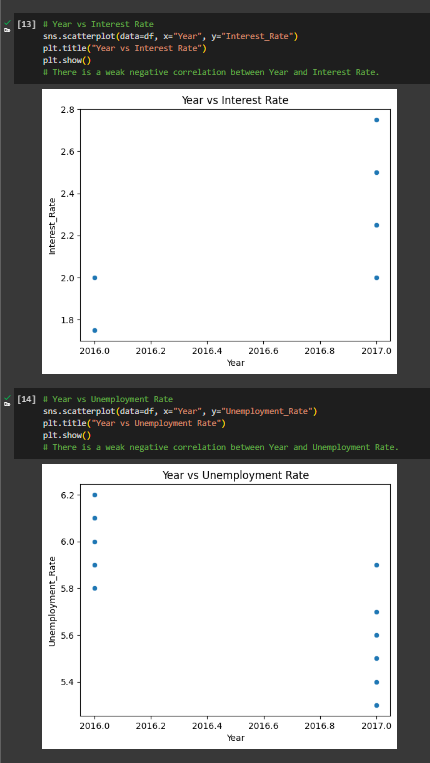 [13] # Year vs Interest Rate
sns.scatterplot(data=df, x="Year", y="Interest_Rate")
plt.title("Year vs Interest Rate")
plt.show()
# There is a weak negative correlation between Year and Interest Rate.
Year vs Interest Rate
2.8
2.6
2.4
2.2
2.0
1.8
Interest_Rate
2016.0 2016.2 2016.4 2016.6 2016.8 2017.0
Year
[14] # Year vs Unemployment Rate
sns.scatterplot(data=df, x="Year", y="Unemployment_Rate")
plt.title("Year vs Unemployment Rate")
plt.show()
# There is a weak negative correlation between Year and Unemployment Rate.
Year vs Unemployment Rate
6.2
6.0
5.8
5.6
5.4
Unemployment_Rate
2016.0 2016.2 2016.4 2016.6 2016.8 2017.0
Year